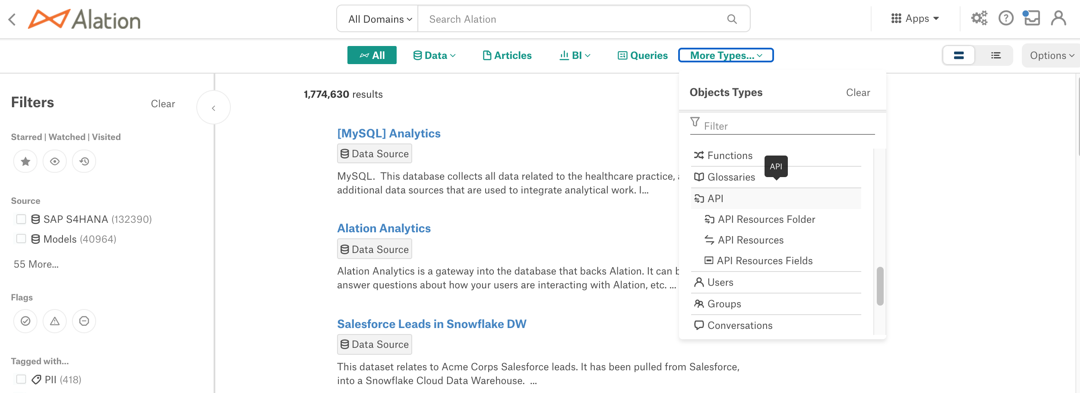 Alation
All Domains
Search Alation
Apps
All
Data
Articles
BI
Queries
More Types...
Options
Filters
Clear
Starred | Watched | Visited
Source
SAP S4HANA (132390)
Models (40964)
55 More...
Flags
Tagged with...
PII (418)
1,774,630 results
[MySQL] Analytics
Data Source
MySQL. This database collects all data related to the healthcare practice,
additional data sources that are used to integrate analytical work. I...
Alation Analytics
Data Source
Alation Analytics is a gateway into the database that backs Alation. It can
answer questions about how your users are interacting with Alation, etc. ...
Salesforce Leads in Snowflake DW
Data Source
This dataset relates to Acme Corps Salesforce leads. It has been pulled from Salesforce,
into a Snowflake Cloud Data Warehouse. ...
Objects Types
Clear
Filter
Functions
Glossaries
API
API
API Resources Folder
API Resources
API Resources Fields
Users
Groups
Conversations